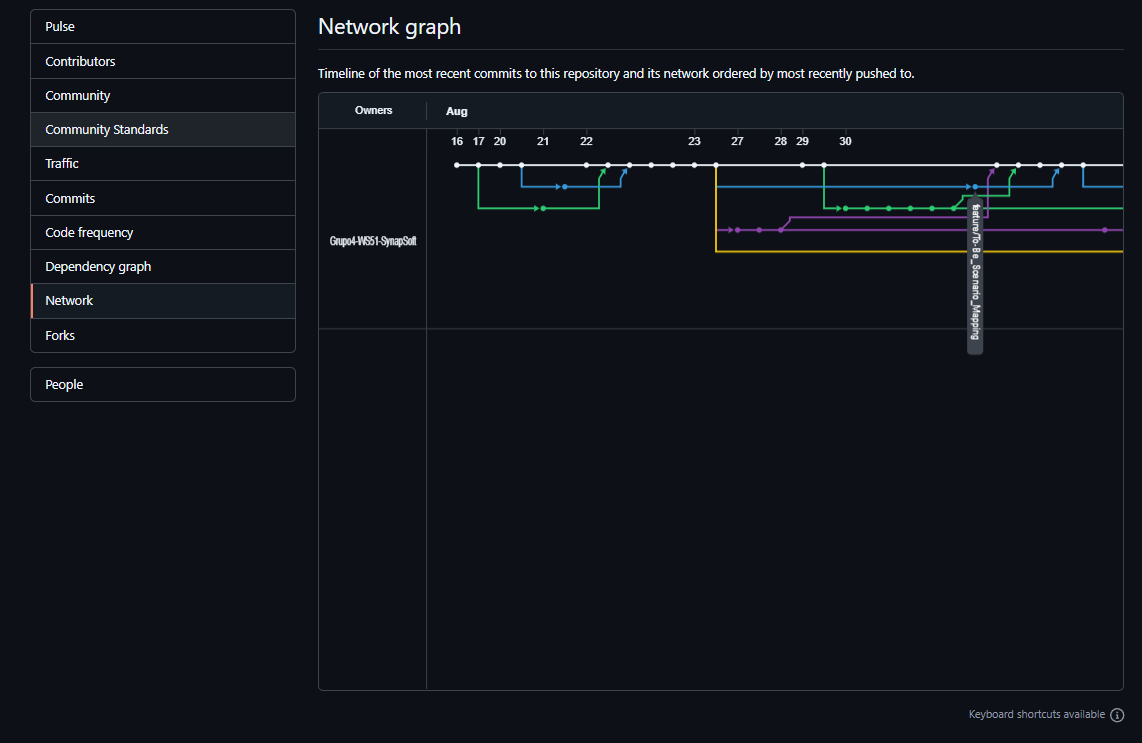 Pulse
Contributors
Community
Community Standards
Traffic
Commits
Code frequency
Dependency graph
Network
Forks
People
Network graph
Timeline of the most recent commits to this repository and its network ordered by most recently pushed to.
Owners
Aug
16 17 20 21 22 23 27 28 29 30
Grupo4-WS51-SynapSoft
feature/To-Be_Scenario_Mapping
Keyboard shortcuts available